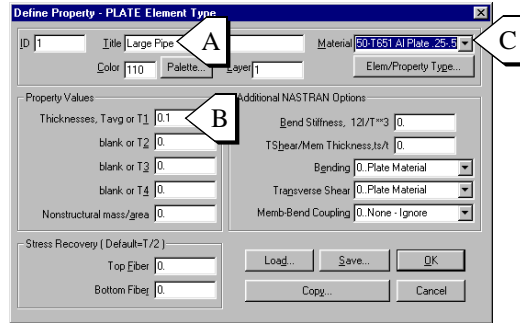 Define Property - PLATE Element Type
ID 1 Title Large Pipe A Material 50-T651 Al Plate .25-.5 C
Color 110 Palette... Layer 1 Elem/Property Type...
Property Values
Thicknesses, Tavg or T1 0.1 B
blank or T2 0.
blank or T3 0.
blank or T4 0.
Nonstructural mass/area 0.
Additional NASTRAN Options
Bend Stiffness, 12I/T**3 0.
TShear/Mem Thickness,ts/t 0.
Bending 0..Plate Material
Transverse Shear 0..Plate Material
Memb-Bend Coupling 0..None - Ignore
Stress Recovery ( Default=T/2 )
Top Fiber 0.
Bottom Fiber 0.
Load... Save... OK
Copy... Cancel